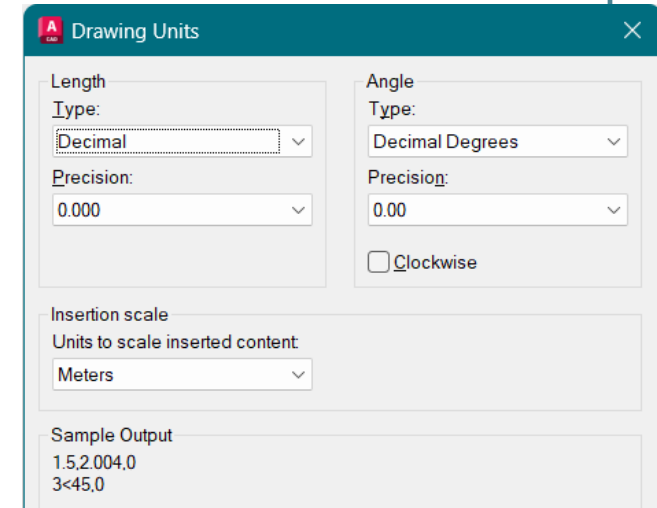 A
CAD
Drawing Units
Length
Type:
Decimal
Precision:
0.000
Angle
Type:
Decimal Degrees
Precision:
0.00
Clockwise
Insertion scale
Units to scale inserted content:
Meters
Sample Output
1.5,2.004,0
3<45,0